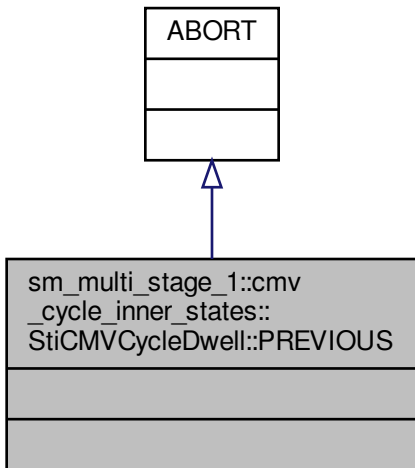 ABORT
sm_multi_stage_1::cmv
_cycle_inner_states::
StiCMVCycleDwell::PREVIOUS